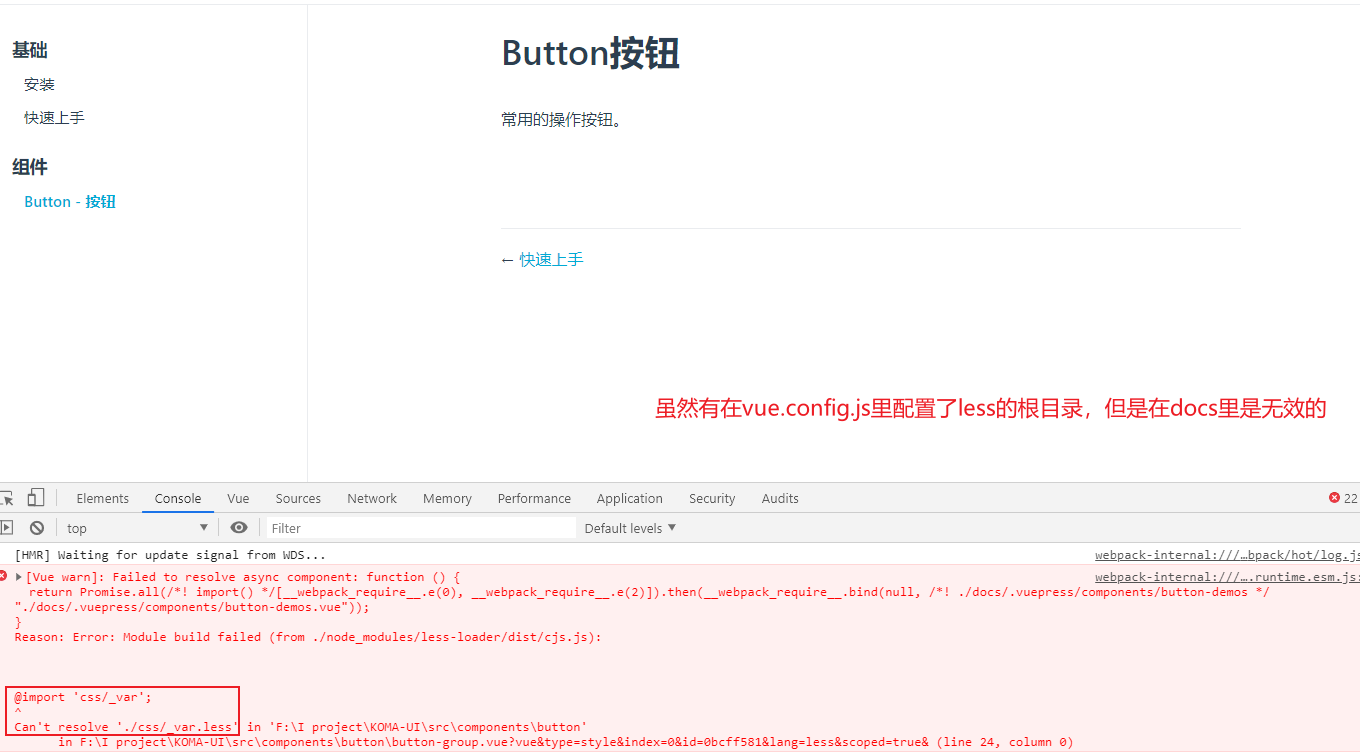 基础
安装
快速上手
组件
Button - 按钮
Button按钮
常用的操作按钮。
← 快速上手
虽然有在vue.config.js里配置了less的根目录，但是在docs里是无效的
Elements Console Vue Sources Network Memory Performance Application Security Audits 22
top ▼ Filter Default levels ▼
[HMR] Waiting for update signal from WDS... webpack-internal:///…bpack/hot/log.js
▶[Vue warn]: Failed to resolve async component: function () { webpack-internal:///….runtime.esm.js:
return Promise.all(/*! import() */[__webpack_require__.e(0), __webpack_require__.e(2)]).then(__webpack_require__.bind(null, /*! ./docs/.vuepress/components/button-demos */
"./docs/.vuepress/components/button-demos.vue"));
}
Reason: Error: Module build failed (from ./node_modules/less-loader/dist/cjs.js):
@import 'css/_var';
^
Can't resolve './css/_var.less' in 'F:\I project\KOMA-UI\src\components\button'
in F:\I project\KOMA-UI\src\components\button\button-group.vue?vue&type=style&index=0&id=0bcff581&lang=less&scoped=true& (line 24, column 0)